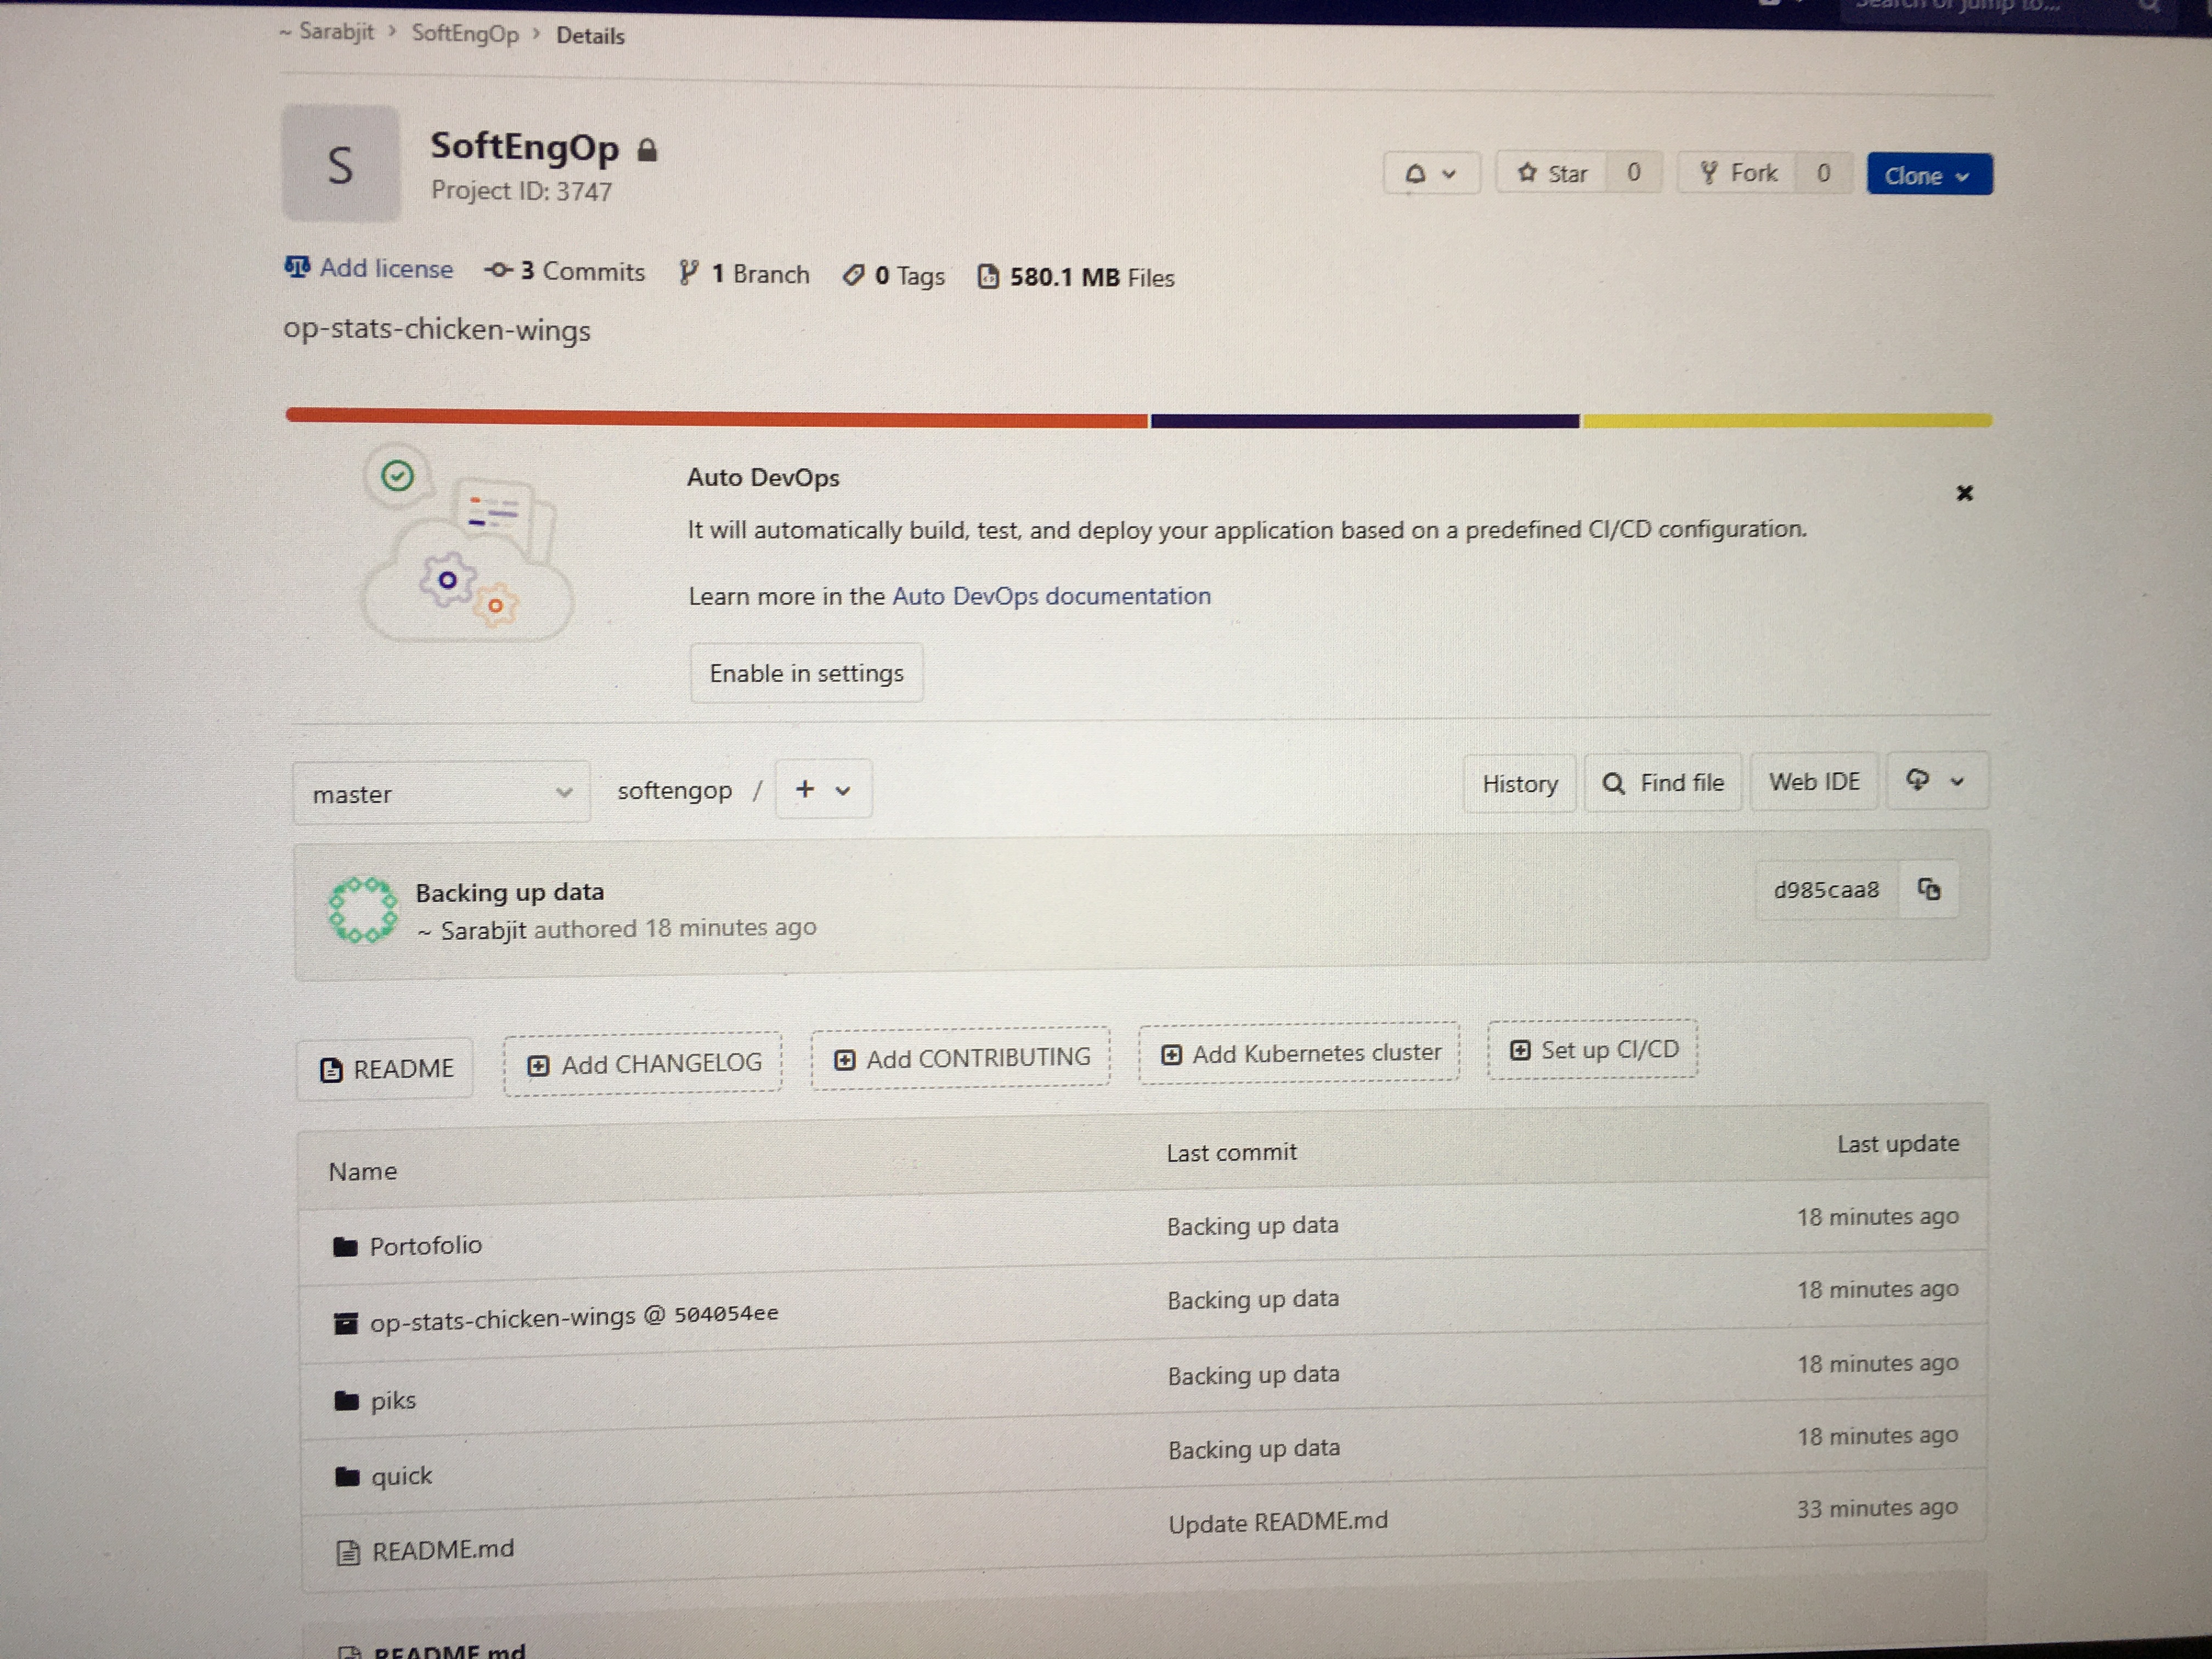 Search or jump to...
~ Sarabjit > SoftEngOp > Details
S
SoftEngOp
Project ID: 3747
Star 0 Fork 0 Clone
Add license 3 Commits 1 Branch 0 Tags 580.1 MB Files
op-stats-chicken-wings
Auto DevOps
It will automatically build, test, and deploy your application based on a predefined CI/CD configuration.
Learn more in the Auto DevOps documentation
Enable in settings
master softengop / + History Find file Web IDE
Backing up data
~ Sarabjit authored 18 minutes ago
d985caa8
README Add CHANGELOG Add CONTRIBUTING Add Kubernetes cluster Set up CI/CD
Name Last commit Last update
Portofolio Backing up data 18 minutes ago
op-stats-chicken-wings @ 504054ee Backing up data 18 minutes ago
piks Backing up data 18 minutes ago
quick Backing up data 18 minutes ago
README.md Update README.md 33 minutes ago
README.md